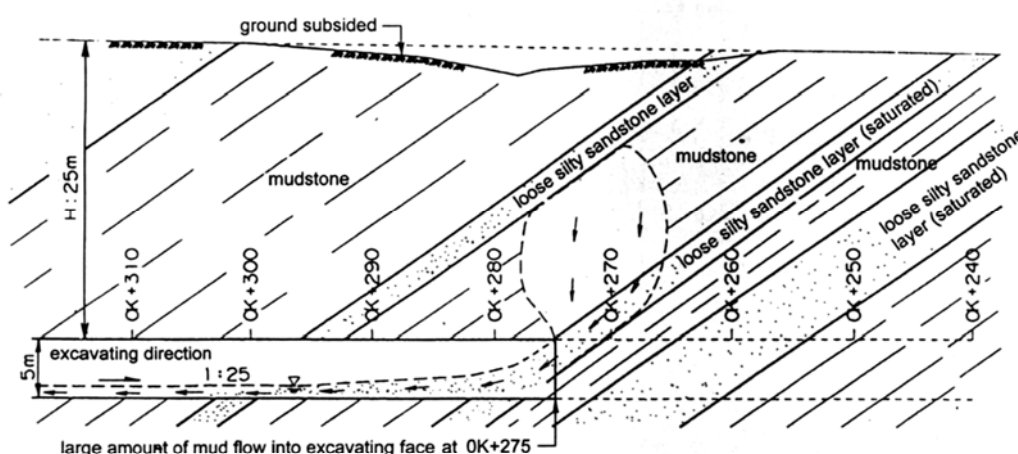 ground subsided
H:25m
mudstone
loose silty sandstone layer
mudstone
loose silty sandstone layer (saturated)
mudstone
loose silty sandstone
layer (saturated)
0K+310
0K+300
0K+290
0K+280
0K+270
0K+260
0K+250
0K+240
5m
excavating direction
1:25
large amount of mud flow into excavating face at 0K+275